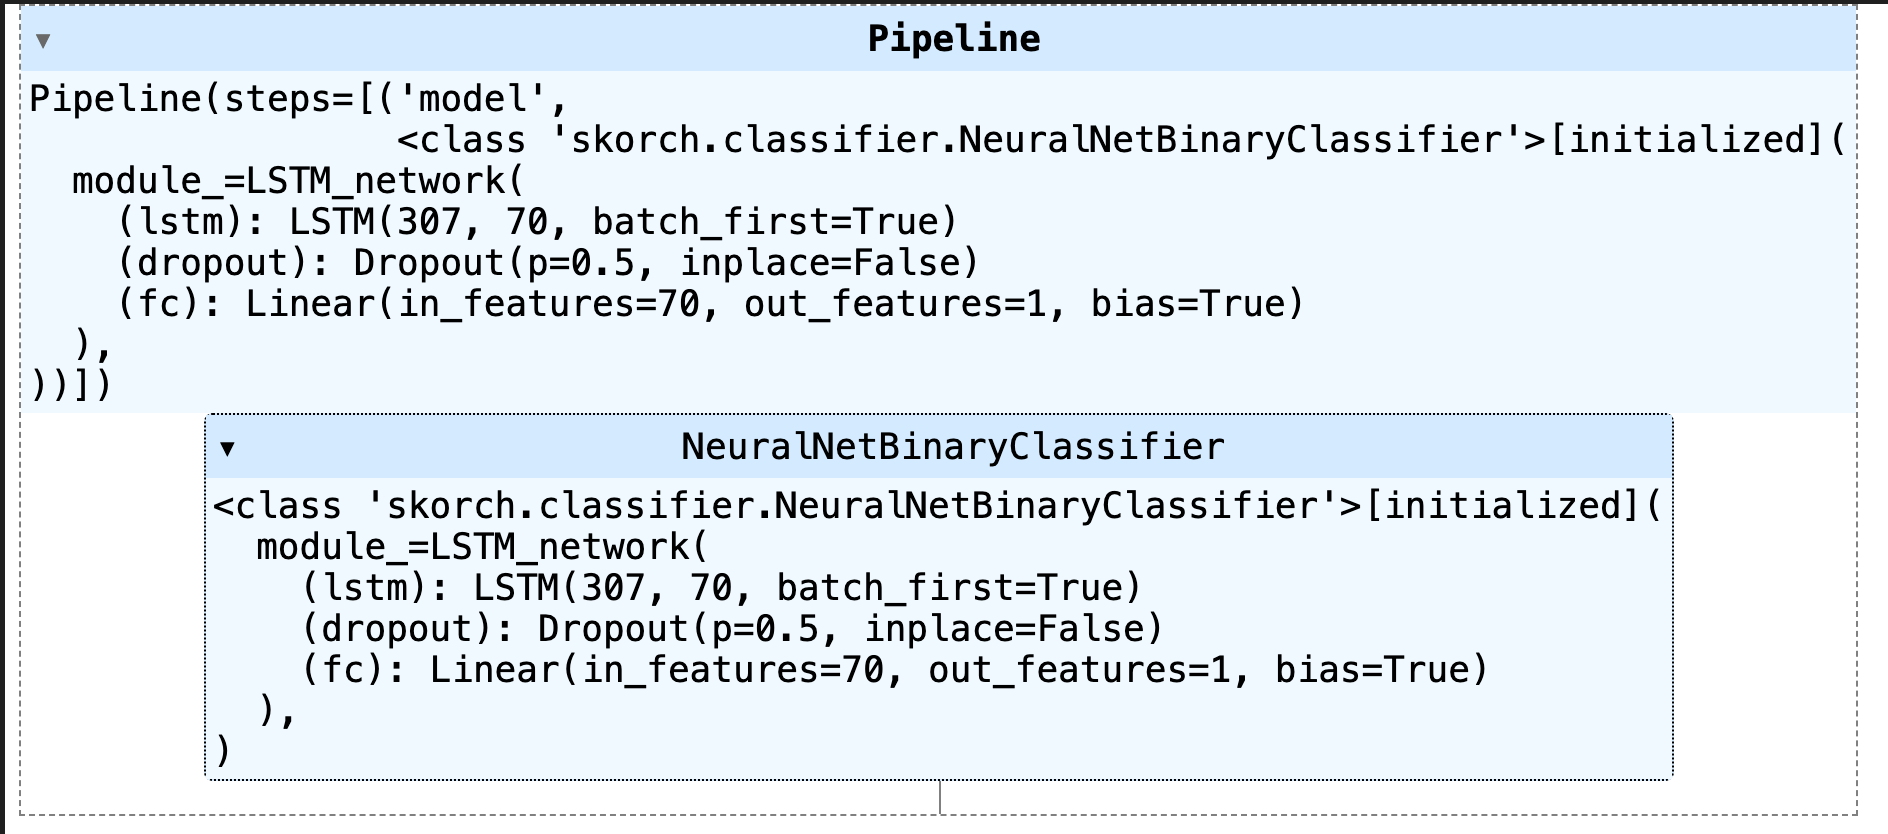 Pipeline
Pipeline(steps=[('model',
<class 'skorch.classifier.NeuralNetBinaryClassifier'>[initialized](
module_=LSTM_network(
(lstm): LSTM(307, 70, batch_first=True)
(dropout): Dropout(p=0.5, inplace=False)
(fc): Linear(in_features=70, out_features=1, bias=True)
),
))])
NeuralNetBinaryClassifier
<class 'skorch.classifier.NeuralNetBinaryClassifier'>[initialized](
module_=LSTM_network(
(lstm): LSTM(307, 70, batch_first=True)
(dropout): Dropout(p=0.5, inplace=False)
(fc): Linear(in_features=70, out_features=1, bias=True)
),
)